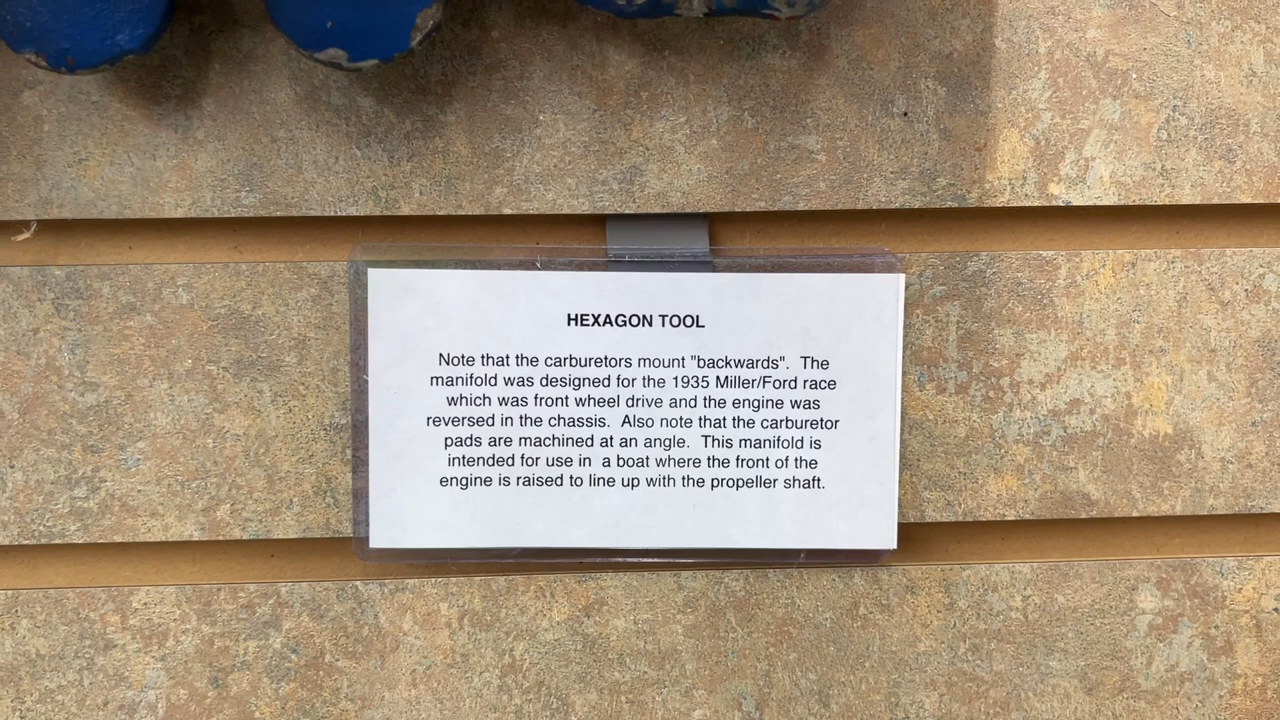 HEXAGON TOOL
Note that the carburetors mount "backwards".  The
manifold was designed for the 1935 Miller/Ford race
which was front wheel drive and the engine was
reversed in the chassis.  Also note that the carburetor
pads are machined at an angle.  This manifold is
intended for use in  a boat where the front of the
engine is raised to line up with the propeller shaft.